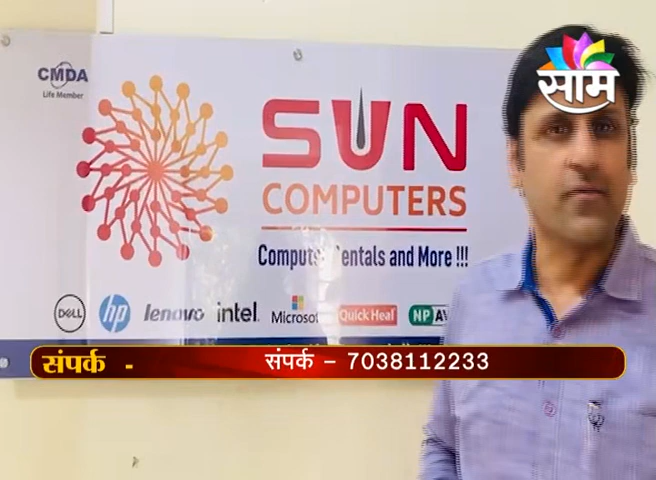 साम
CMDA
Life Member
SUN
COMPUTERS
Rentals and More !!!
DELL
hp
lenovo
intel
Microsoft
Quick Heal
NP AV
संपर्क -
संपर्क – 7038112233